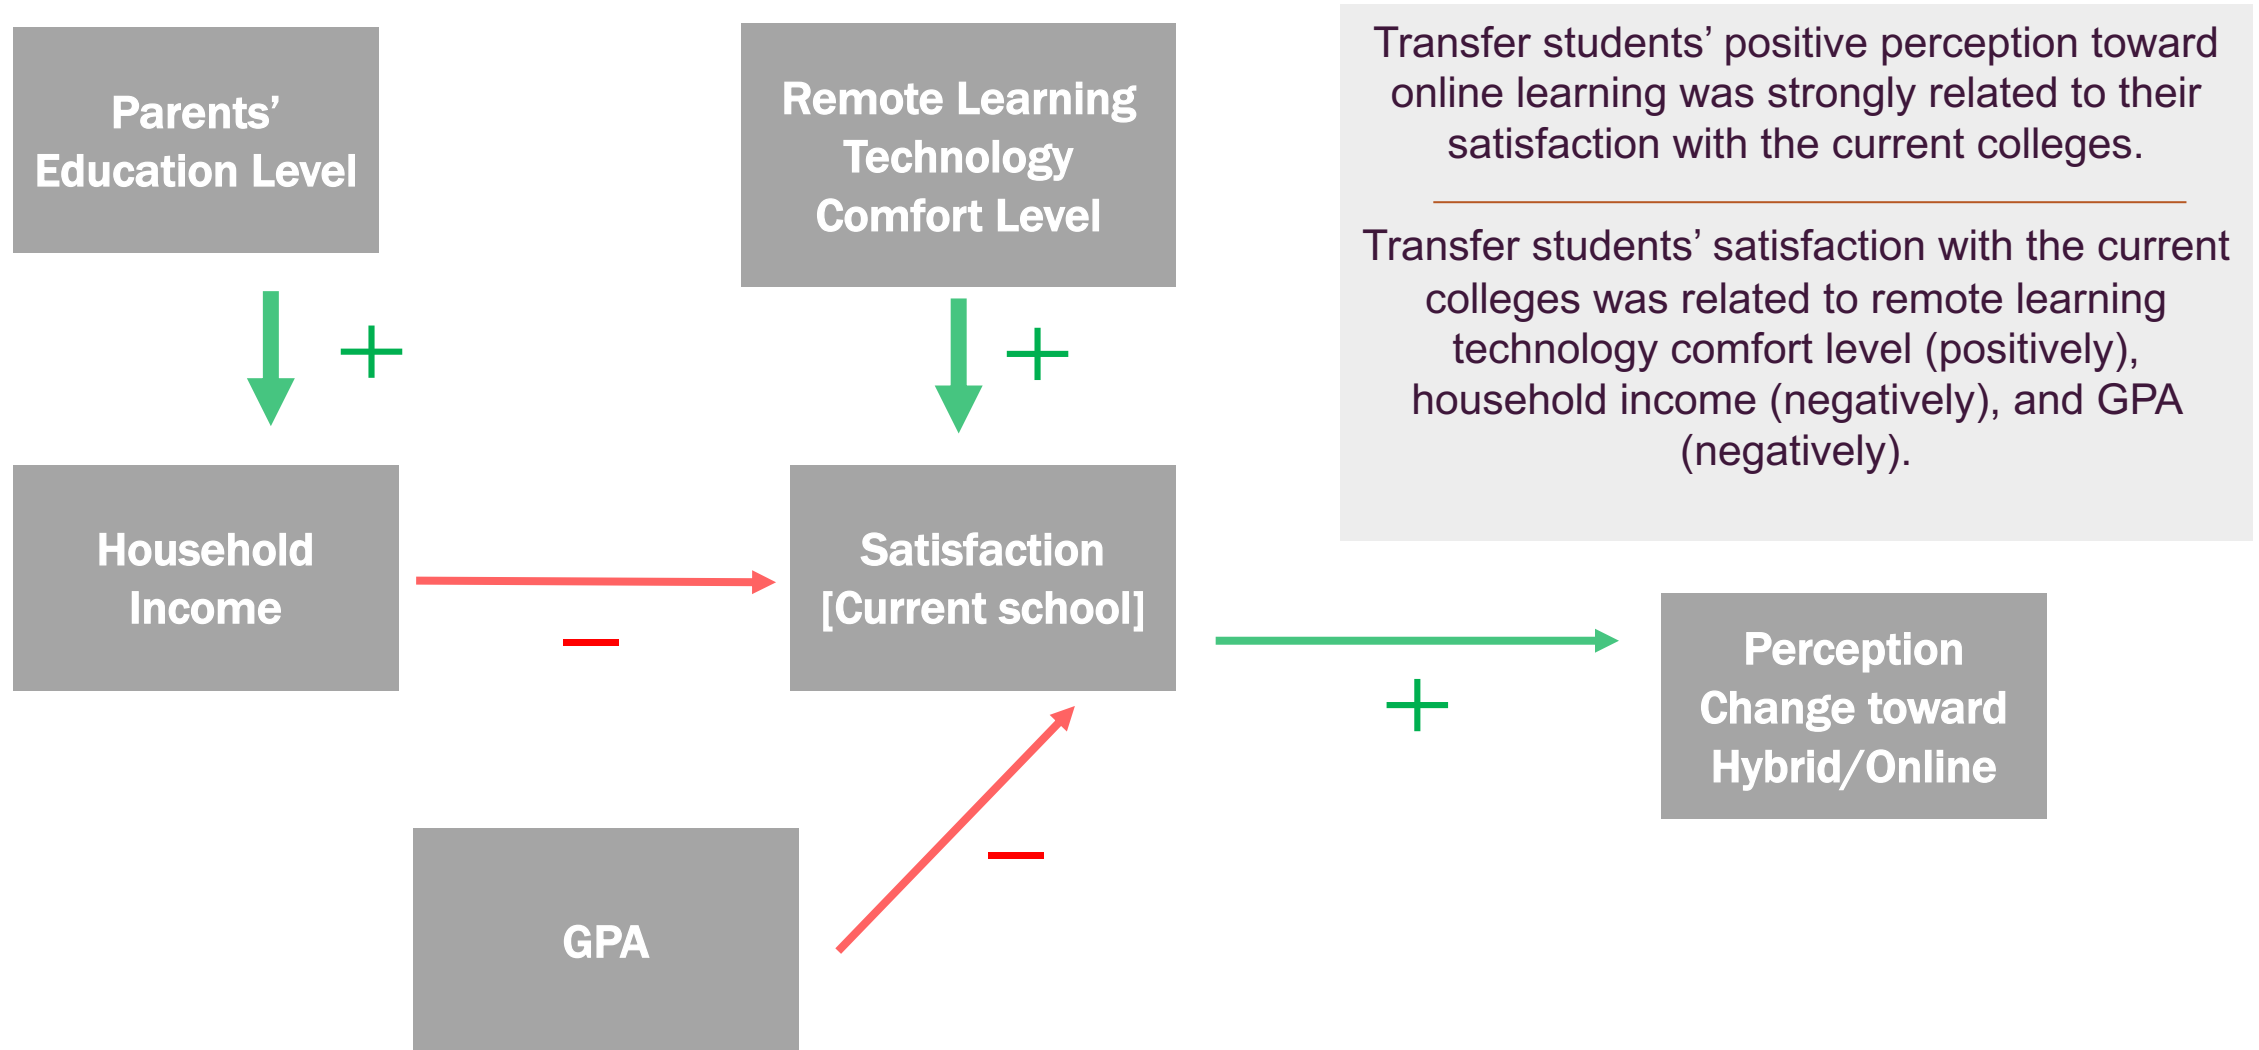 Parents’
Education Level
Remote Learning
Technology
Comfort Level
Transfer students’ positive perception toward
online learning was strongly related to their
satisfaction with the current colleges.
Transfer students’ satisfaction with the current
colleges was related to remote learning
technology comfort level (positively),
household income (negatively), and GPA
(negatively).
+
+
Household
Income
Satisfaction
[Current school]
−
+
Perception
Change toward
Hybrid/Online
−
GPA